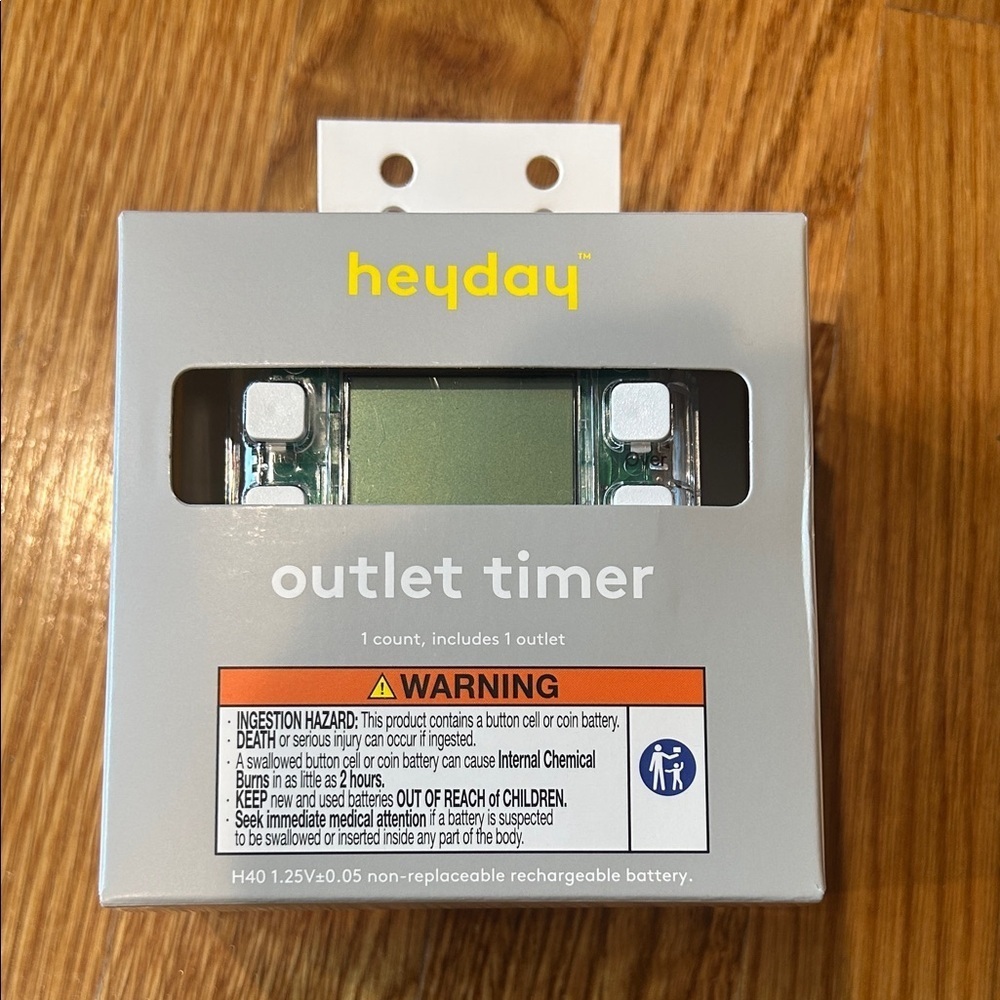 heyday™
Over
outlet timer
1 count, includes 1 outlet
WARNING
· INGESTION HAZARD: This product contains a button cell or coin battery.
· DEATH or serious injury can occur if ingested.
· A swallowed button cell or coin battery can cause Internal Chemical
Burns in as little as 2 hours.
· KEEP new and used batteries OUT OF REACH of CHILDREN.
· Seek immediate medical attention if a battery is suspected
to be swallowed or inserted inside any part of the body.
H40 1.25V±0.05 non-replaceable rechargeable battery.